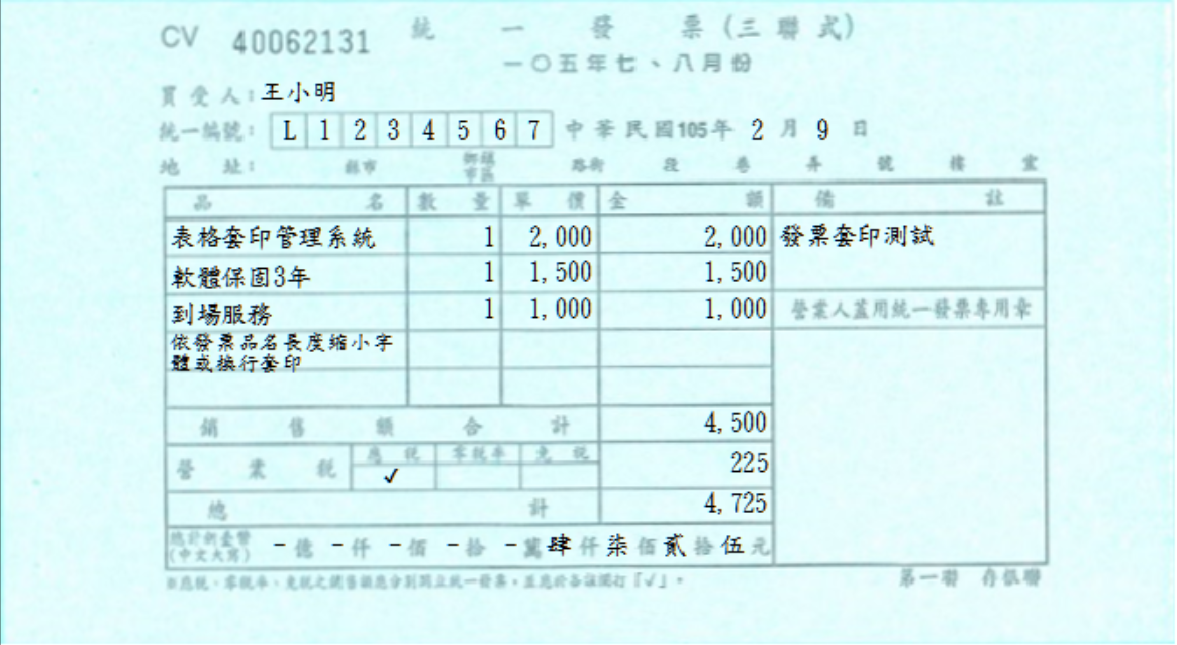 CV 40062131 統一發票(三聯式)
一〇五年七、八月份
買受人:王小明
統一編號: L 1 2 3 4 5 6 7 中華民國105年 2 月 9 日
地址: 縣市 鄉鎮市區 路街 段 巷 弄 號 樓 室
品名 數量 單價 金額 備註
表格套印管理系統 1 2,000 2,000 發票套印測試
軟體保固3年 1 1,500 1,500
到場服務 1 1,000 1,000 營業人蓋用統一發票專用章
依發票品名長度縮小字
體或換行套印
銷售額合計 4,500
營業稅 應稅 零稅率 免稅 225
✓
總計 4,725
總計新臺幣
(中文大寫) -億-仟-佰-拾-萬肆仟柒佰貳拾伍元
※應稅、零稅率、免稅之銷售額應分別開立統一發票,並應於各該欄打「✓」。
第一聯 存根聯